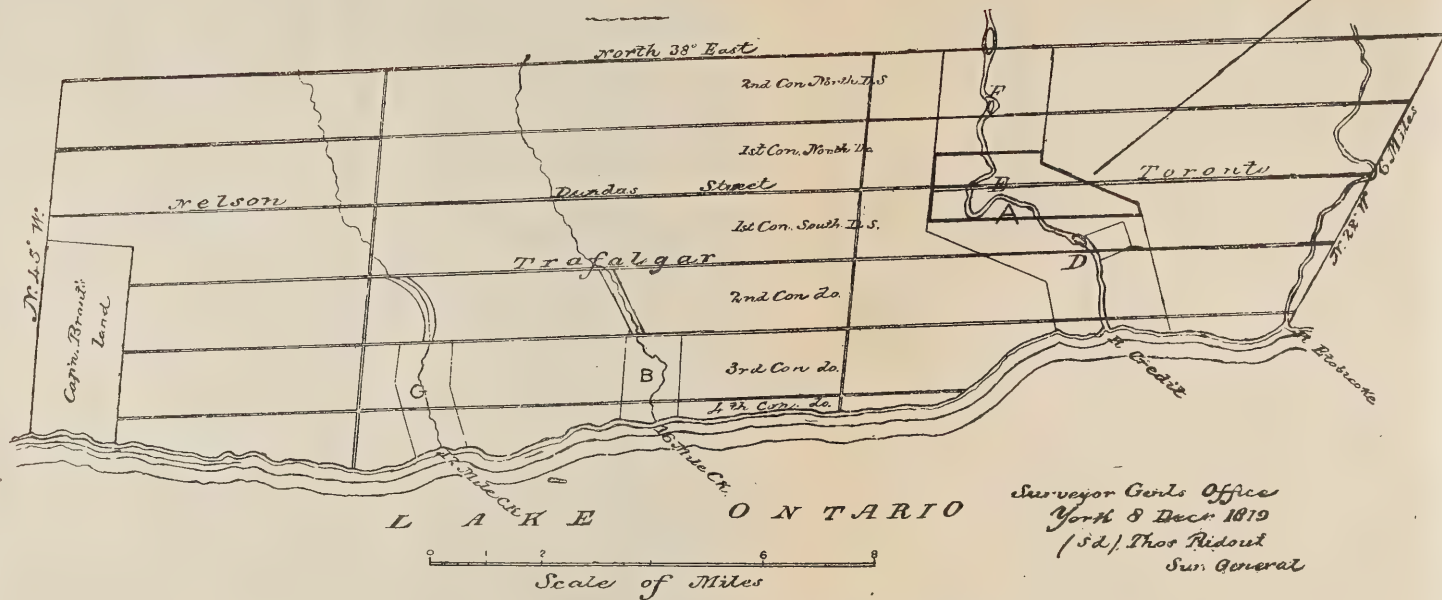 North 38° East
2nd Con North D.S
1st Con. North Do
Nelson
Dundas Street
Toronto
1st Con. South D.S.
Trafalgar
2nd Con do.
3rd Con do.
4th Con. do.
N. 45° W.
Capn. Brant's
land
6 Miles
F
E
A
D
B
R Credit
R Etobicoke
12 Mile Ck
16 Mile Ck.
LAKE ONTARIO
0 1 2 6 8
Scale of Miles
Surveyor Genls Office
York 8 Decr 1819
(sd) Thos Ridout
Sur. General